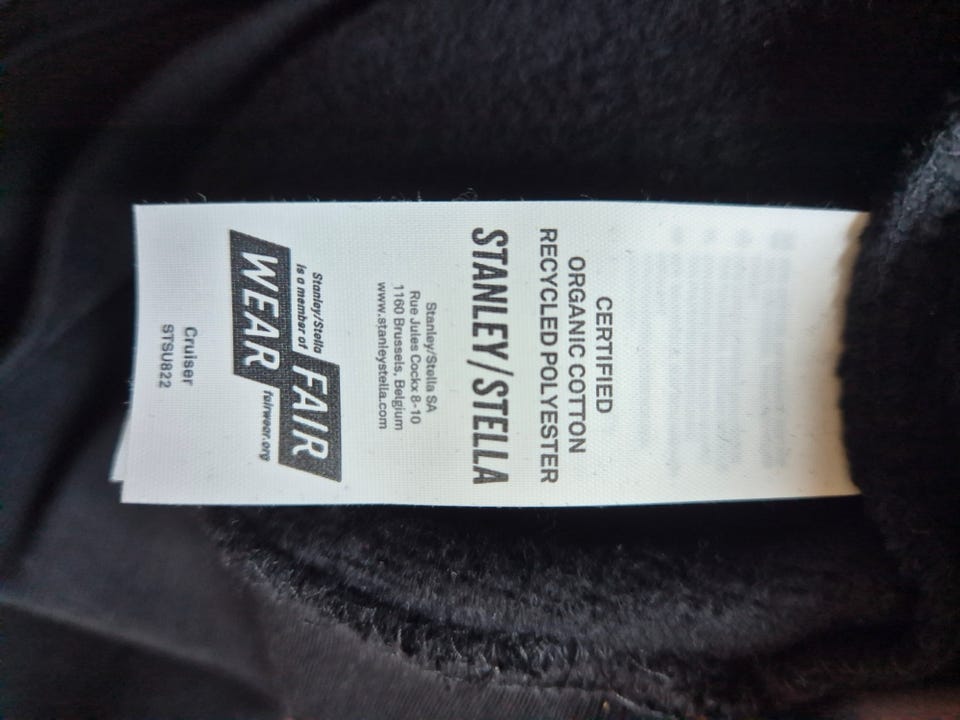 CERTIFIED
ORGANIC COTTON
RECYCLED POLYESTER
STANLEY/STELLA
Stanley/Stella SA
Rue Jules Cockx 8-10
1160 Brussels, Belgium
www.stanleystella.com
Stanley/Stella
is a member of
FAIR
WEAR
fairwear.org
Cruiser
STSU822